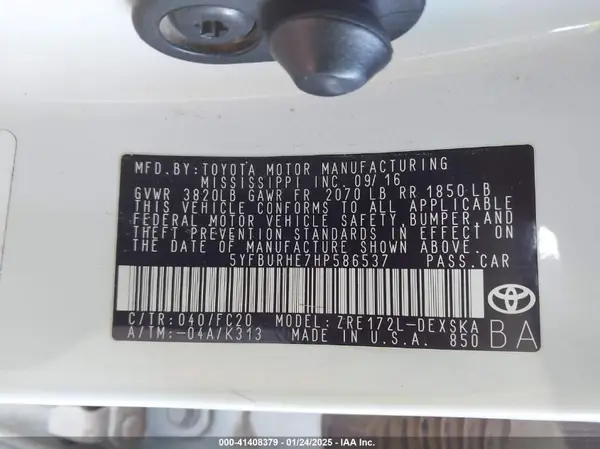 MFD.BY:TOYOTA MOTOR MANUFACTURING
MISSISSIPPI INC. 09/16
GVWR 3820LB GAWR FR 2070 LB RR 1850 LB
THIS VEHICLE CONFORMS TO ALL APPLICABLE
FEDERAL MOTOR VEHICLE SAFETY, BUMPER,AND
THEFT PREVENTION STANDARDS IN EFFECT ON
THE DATE OF MANUFACTURE SHOWN ABOVE.
5YFBURHE7HP586537 PASS.CAR
C/TR:040/FC20 MODEL: ZRE172L-DEXSKA
A/TM:-04A/K313 MADE IN U.S.A. 850
BA
000-41408379 - 01/24/2025 - IAA Inc.